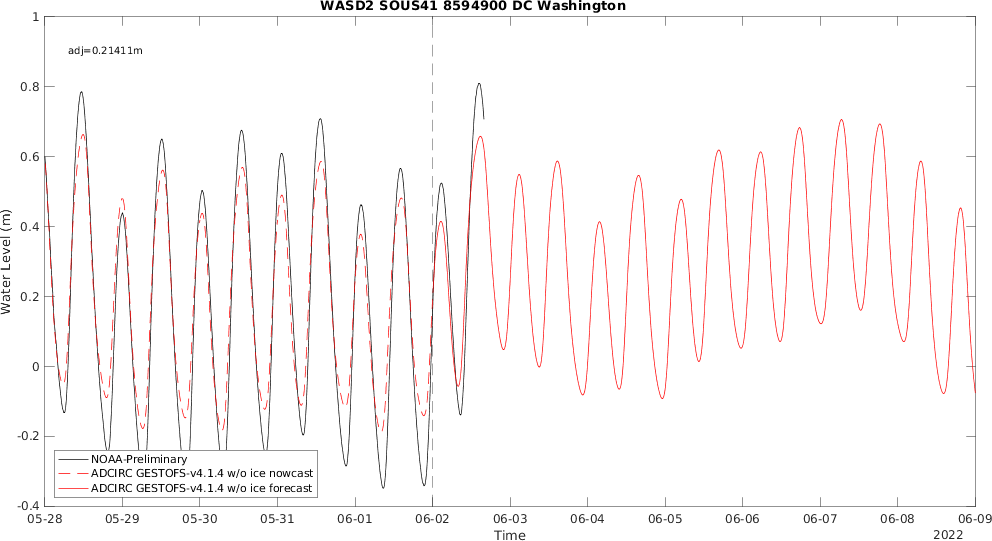 WASD2 SOUS41 8594900 DC Washington
adj=0.21411m
1
0.8
0.6
0.4
0.2
0
-0.2
-0.4
Water Level (m)
NOAA-Preliminary
ADCIRC GESTOFS-v4.1.4 w/o ice nowcast
ADCIRC GESTOFS-v4.1.4 w/o ice forecast
05-28 05-29 05-30 05-31 06-01 06-02 06-03 06-04 06-05 06-06 06-07 06-08 06-09
Time
2022